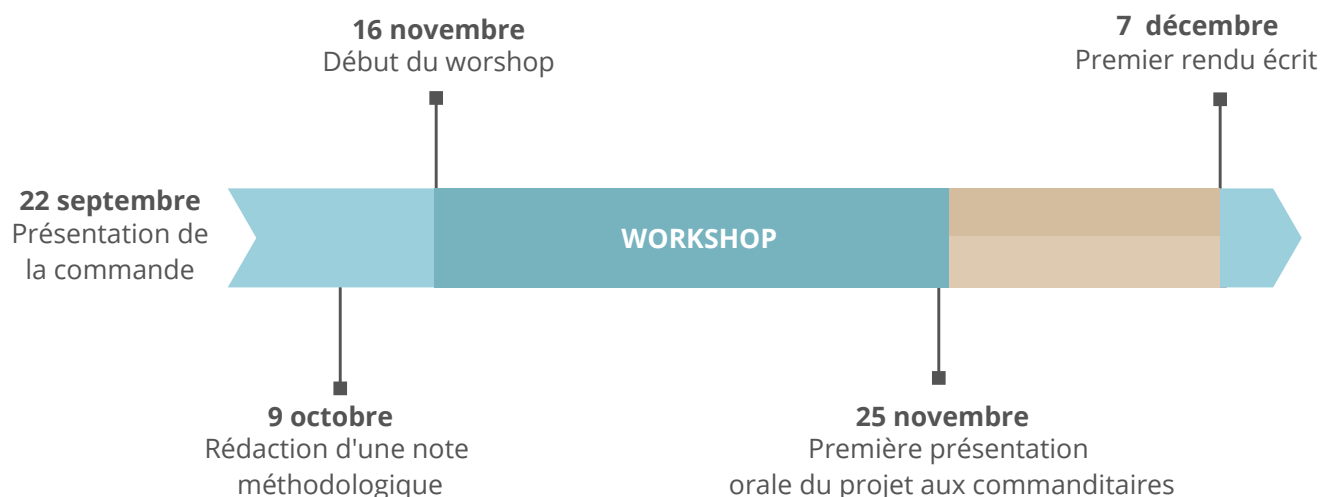 16 novembre
Début du worshop
7 décembre
Premier rendu écrit
22 septembre
Présentation de
la commande
WORKSHOP
9 octobre
Rédaction d'une note
méthodologique
25 novembre
Première présentation
orale du projet aux commanditaires